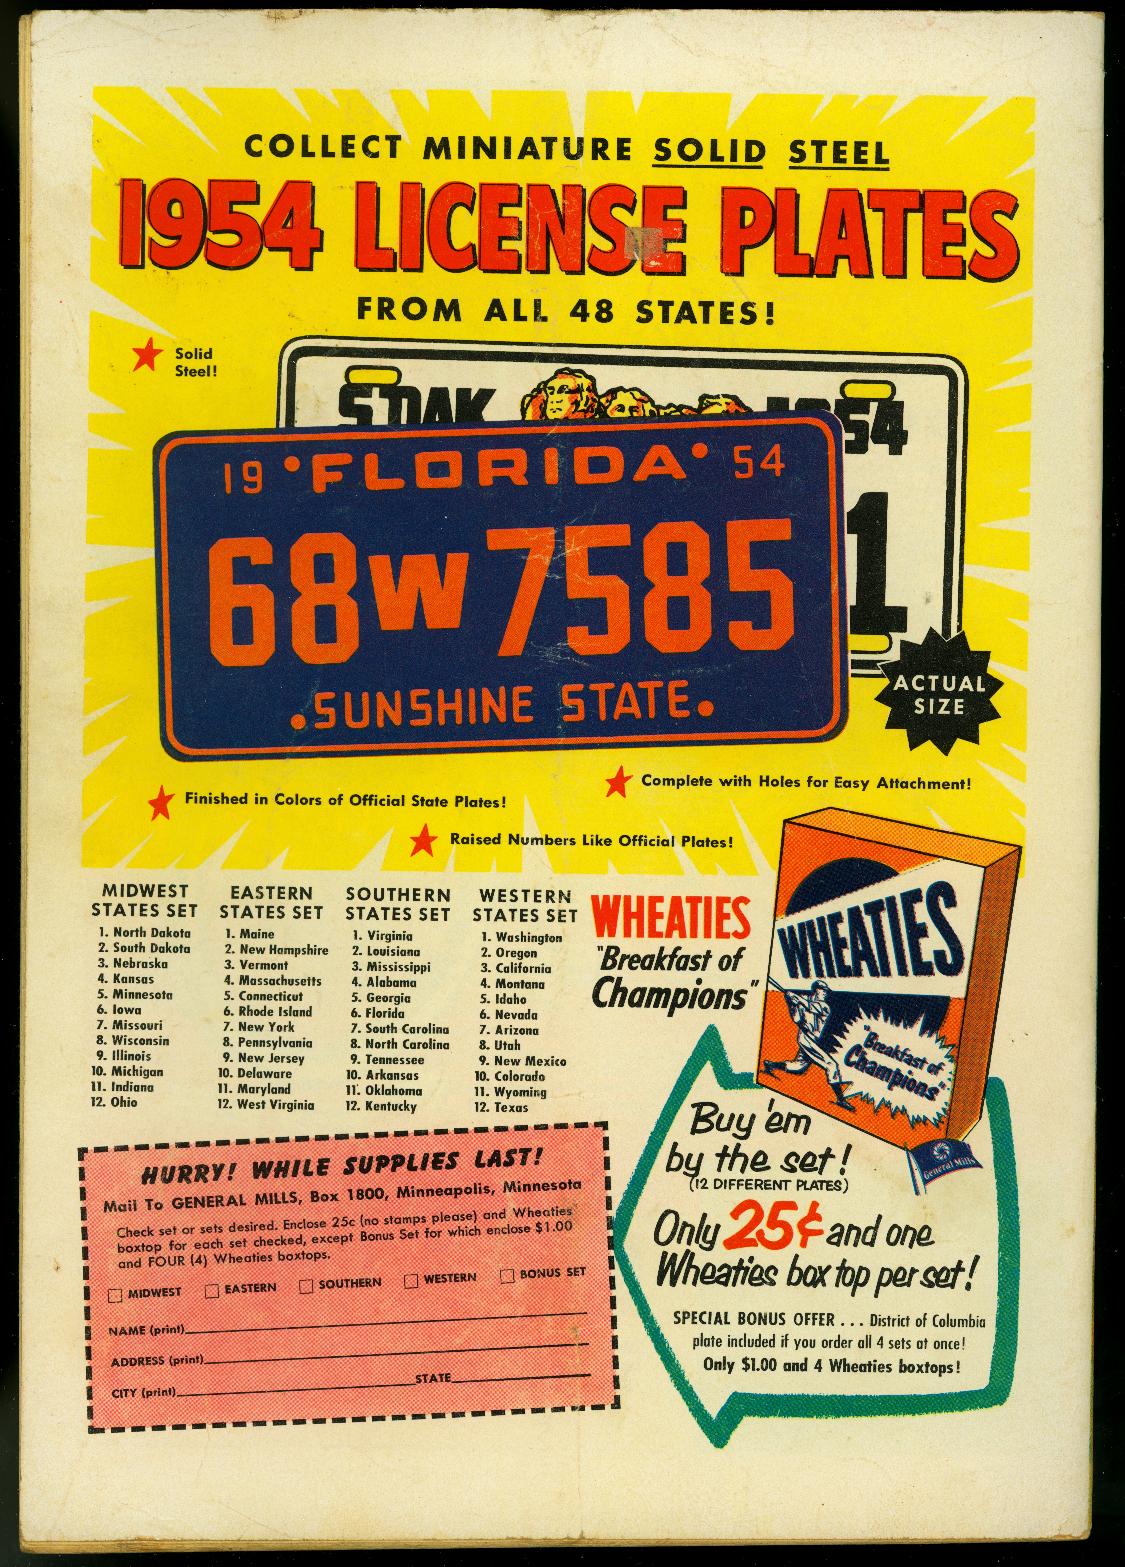 COLLECT MINIATURE SOLID STEEL
1954 LICENSE PLATES
FROM ALL 48 STATES!
Solid
Steel!
S.DAK 1954
1
19 FLORIDA 54
68W7585
SUNSHINE STATE
ACTUAL
SIZE
Complete with Holes for Easy Attachment!
Finished in Colors of Official State Plates!
Raised Numbers Like Official Plates!
MIDWEST
STATES SET
1. North Dakota
2. South Dakota
3. Nebraska
4. Kansas
5. Minnesota
6. Iowa
7. Missouri
8. Wisconsin
9. Illinois
10. Michigan
11. Indiana
12. Ohio
EASTERN
STATES SET
1. Maine
2. New Hampshire
3. Vermont
4. Massachusetts
5. Connecticut
6. Rhode Island
7. New York
8. Pennsylvania
9. New Jersey
10. Delaware
11. Maryland
12. West Virginia
SOUTHERN
STATES SET
1. Virginia
2. Louisiana
3. Mississippi
4. Alabama
5. Georgia
6. Florida
7. South Carolina
8. North Carolina
9. Tennessee
10. Arkansas
11. Oklahoma
12. Kentucky
WESTERN
STATES SET
1. Washington
2. Oregon
3. California
4. Montana
5. Idaho
6. Nevada
7. Arizona
8. Utah
9. New Mexico
10. Colorado
11. Wyoming
12. Texas
WHEATIES
"Breakfast of
Champions"
WHEATIES
"Breakfast of
Champions"
General Mills
Buy 'em
by the set!
(12 DIFFERENT PLATES)
Only 25¢ and one
Wheaties box top per set!
SPECIAL BONUS OFFER . . . District of Columbia
plate included if you order all 4 sets at once!
Only $1.00 and 4 Wheaties boxtops!
HURRY! WHILE SUPPLIES LAST!
Mail To GENERAL MILLS, Box 1800, Minneapolis, Minnesota
Check set or sets desired. Enclose 25c (no stamps please) and Wheaties
boxtop for each set checked, except Bonus Set for which enclose $1.00
and FOUR (4) Wheaties boxtops.
MIDWEST EASTERN SOUTHERN WESTERN BONUS SET
NAME (print)
ADDRESS (print)
CITY (print) STATE